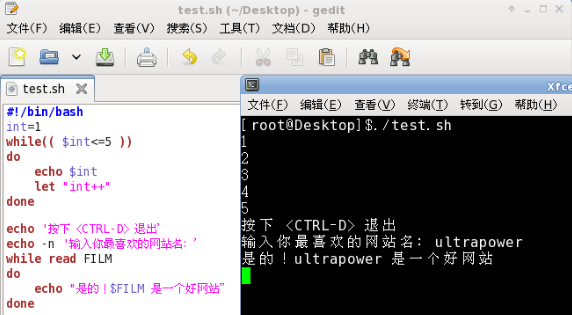 test.sh (~/Desktop) - gedit
文件(F) 编辑(E) 查看(V) 搜索(S) 工具(T) 文档(D) 帮助(H)
test.sh
#!/bin/bash
int=1
while(( $int<=5 ))
do
    echo $int
    let "int++"
done

echo '按下 <CTRL-D> 退出'
echo -n '输入你最喜欢的网站名: '
while read FILM
do
    echo "是的！$FILM 是一个好网站"
done
Xfce
文件(F) 编辑(E) 查看(V) 终端(T) 转到(G) 帮助(H)
[ root@Desktop]$./test.sh
1
2
3
4
5
按下 <CTRL-D> 退出
输入你最喜欢的网站名: ultrapower
是的！ultrapower 是一个好网站